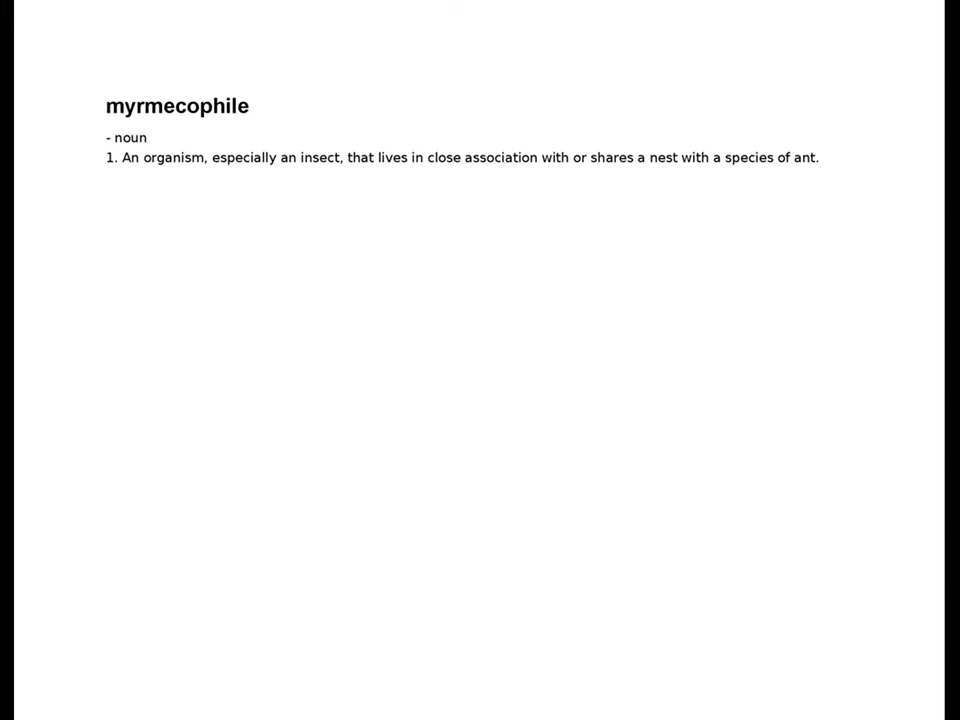 myrmecophile
- noun
1. An organism, especially an insect, that lives in close association with or shares a nest with a species of ant.